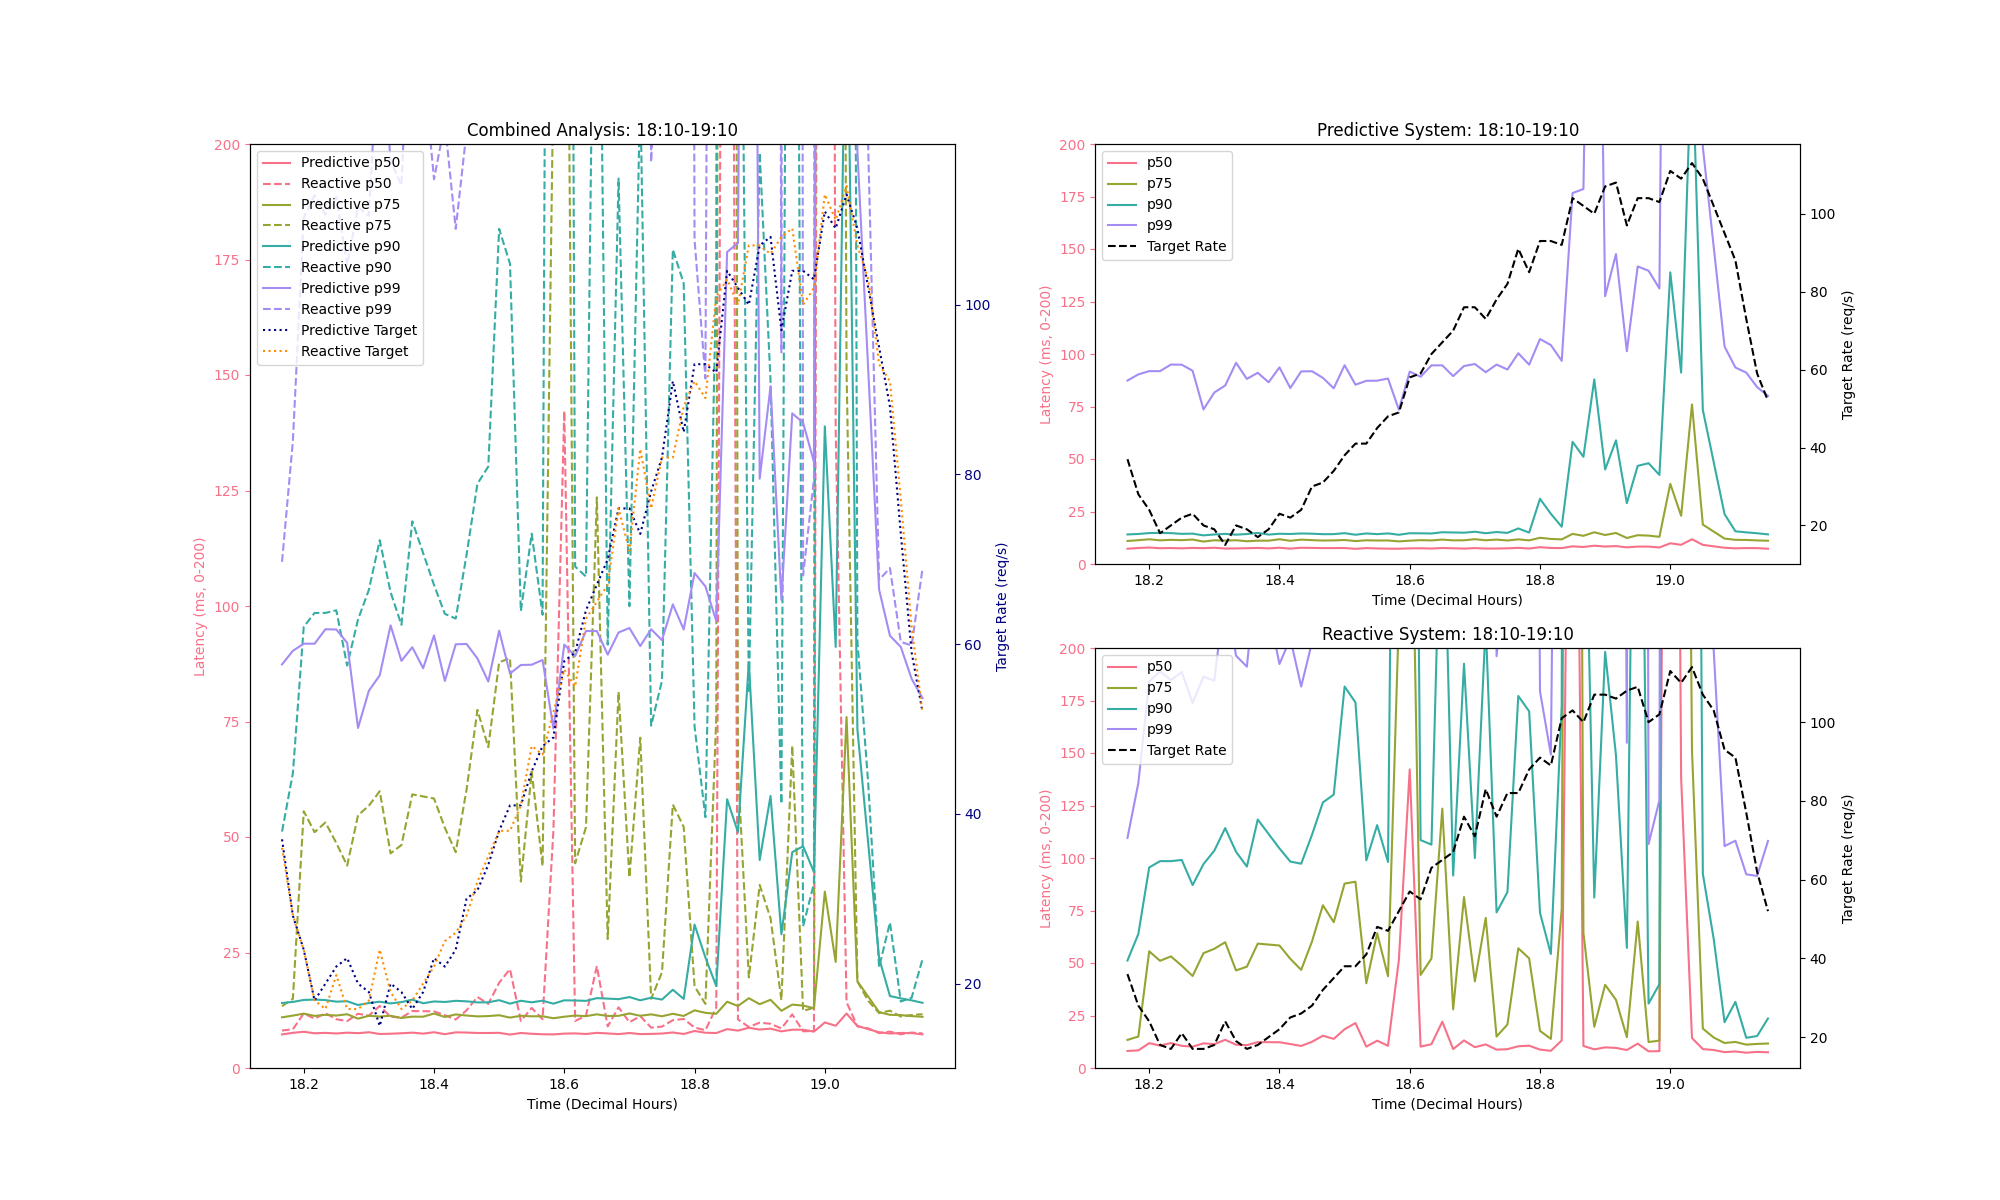 Combined Analysis: 18:10-19:10
200
175
150
125
100
75
50
25
0
Latency (ms, 0-200)
Predictive p50
Reactive p50
Predictive p75
Reactive p75
Predictive p90
Reactive p90
Predictive p99
Reactive p99
Predictive Target
Reactive Target
100
80
60
40
20
Target Rate (req/s)
18.2 18.4 18.6 18.8 19.0
Time (Decimal Hours)
Predictive System: 18:10-19:10
200
175
150
125
100
75
50
25
0
Latency (ms, 0-200)
p50
p75
p90
p99
Target Rate
100
80
60
40
20
Target Rate (req/s)
18.2 18.4 18.6 18.8 19.0
Time (Decimal Hours)
Reactive System: 18:10-19:10
200
175
150
125
100
75
50
25
0
Latency (ms, 0-200)
p50
p75
p90
p99
Target Rate
100
80
60
40
20
Target Rate (req/s)
18.2 18.4 18.6 18.8 19.0
Time (Decimal Hours)